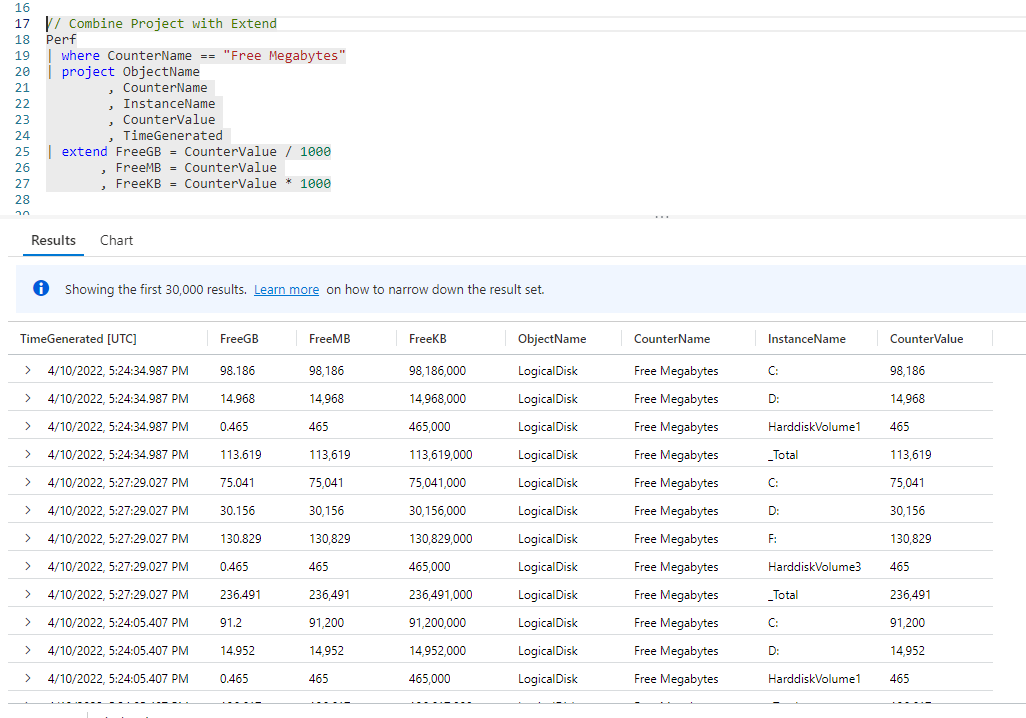 16
17 // Combine Project with Extend
18 Perf
19 | where CounterName == "Free Megabytes"
20 | project ObjectName
21 , CounterName
22 , InstanceName
23 , CounterValue
24 , TimeGenerated
25 | extend FreeGB = CounterValue / 1000
26 , FreeMB = CounterValue
27 , FreeKB = CounterValue * 1000
28
Results Chart
Showing the first 30,000 results. Learn more on how to narrow down the result set.
TimeGenerated [UTC] FreeGB FreeMB FreeKB ObjectName CounterName InstanceName CounterValue
4/10/2022, 5:24:34.987 PM 98.186 98,186 98,186,000 LogicalDisk Free Megabytes C: 98,186
4/10/2022, 5:24:34.987 PM 14.968 14,968 14,968,000 LogicalDisk Free Megabytes D: 14,968
4/10/2022, 5:24:34.987 PM 0.465 465 465,000 LogicalDisk Free Megabytes HarddiskVolume1 465
4/10/2022, 5:24:34.987 PM 113.619 113,619 113,619,000 LogicalDisk Free Megabytes _Total 113,619
4/10/2022, 5:27:29.027 PM 75.041 75,041 75,041,000 LogicalDisk Free Megabytes C: 75,041
4/10/2022, 5:27:29.027 PM 30.156 30,156 30,156,000 LogicalDisk Free Megabytes D: 30,156
4/10/2022, 5:27:29.027 PM 130.829 130,829 130,829,000 LogicalDisk Free Megabytes F: 130,829
4/10/2022, 5:27:29.027 PM 0.465 465 465,000 LogicalDisk Free Megabytes HarddiskVolume3 465
4/10/2022, 5:27:29.027 PM 236.491 236,491 236,491,000 LogicalDisk Free Megabytes _Total 236,491
4/10/2022, 5:24:05.407 PM 91.2 91,200 91,200,000 LogicalDisk Free Megabytes C: 91,200
4/10/2022, 5:24:05.407 PM 14.952 14,952 14,952,000 LogicalDisk Free Megabytes D: 14,952
4/10/2022, 5:24:05.407 PM 0.465 465 465,000 LogicalDisk Free Megabytes HarddiskVolume1 465